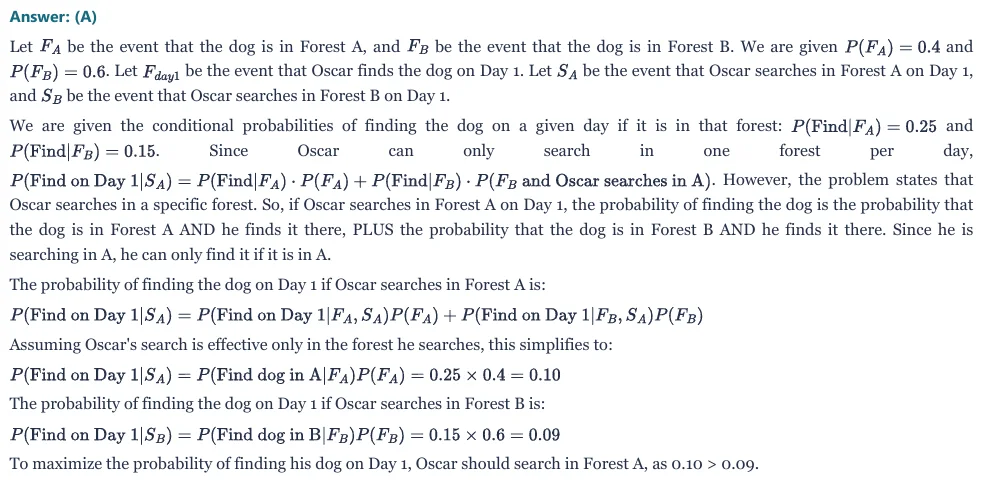 Answer: (A)
Let F_A be the event that the dog is in Forest A, and F_B be the event that the dog is in Forest B. We are given P(F_A) = 0.4 and
P(F_B) = 0.6. Let F_{day1} be the event that Oscar finds the dog on Day 1. Let S_A be the event that Oscar searches in Forest A on Day 1,
and S_B be the event that Oscar searches in Forest B on Day 1.
We are given the conditional probabilities of finding the dog on a given day if it is in that forest: P(Find|F_A) = 0.25 and
P(Find|F_B) = 0.15. Since Oscar can only search in one forest per day,
P(Find on Day 1|S_A) = P(Find|F_A) · P(F_A) + P(Find|F_B) · P(F_B and Oscar searches in A). However, the problem states that
Oscar searches in a specific forest. So, if Oscar searches in Forest A on Day 1, the probability of finding the dog is the probability that
the dog is in Forest A AND he finds it there, PLUS the probability that the dog is in Forest B AND he finds it there. Since he is
searching in A, he can only find it if it is in A.
The probability of finding the dog on Day 1 if Oscar searches in Forest A is:
P(Find on Day 1|S_A) = P(Find on Day 1|F_A, S_A)P(F_A) + P(Find on Day 1|F_B, S_A)P(F_B)
Assuming Oscar's search is effective only in the forest he searches, this simplifies to:
P(Find on Day 1|S_A) = P(Find dog in A|F_A)P(F_A) = 0.25 × 0.4 = 0.10
The probability of finding the dog on Day 1 if Oscar searches in Forest B is:
P(Find on Day 1|S_B) = P(Find dog in B|F_B)P(F_B) = 0.15 × 0.6 = 0.09
To maximize the probability of finding his dog on Day 1, Oscar should search in Forest A, as 0.10 > 0.09.